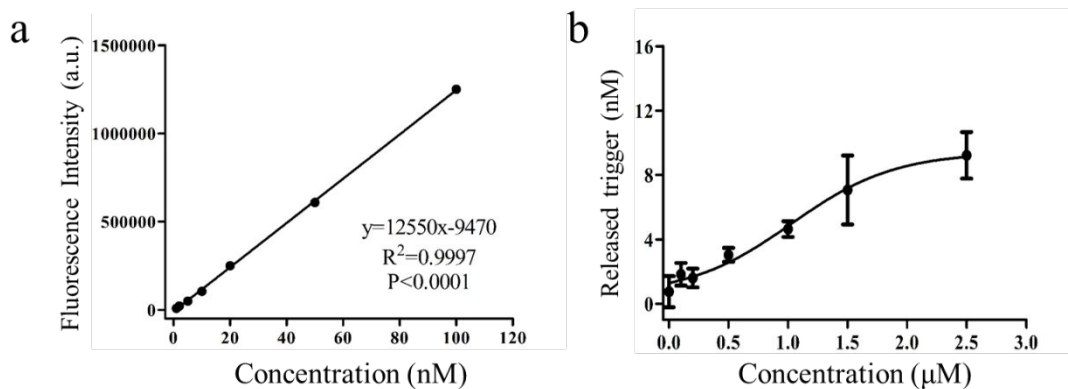 a
Fluorescence Intensity (a.u.)
1500000
1000000
500000
0
0 20 40 60 80 100 120
Concentration (nM)
y=12550x-9470
R²=0.9997
P<0.0001
b
Released trigger (nM)
16
12
8
4
0
0.0 0.5 1.0 1.5 2.0 2.5 3.0
Concentration (μM)